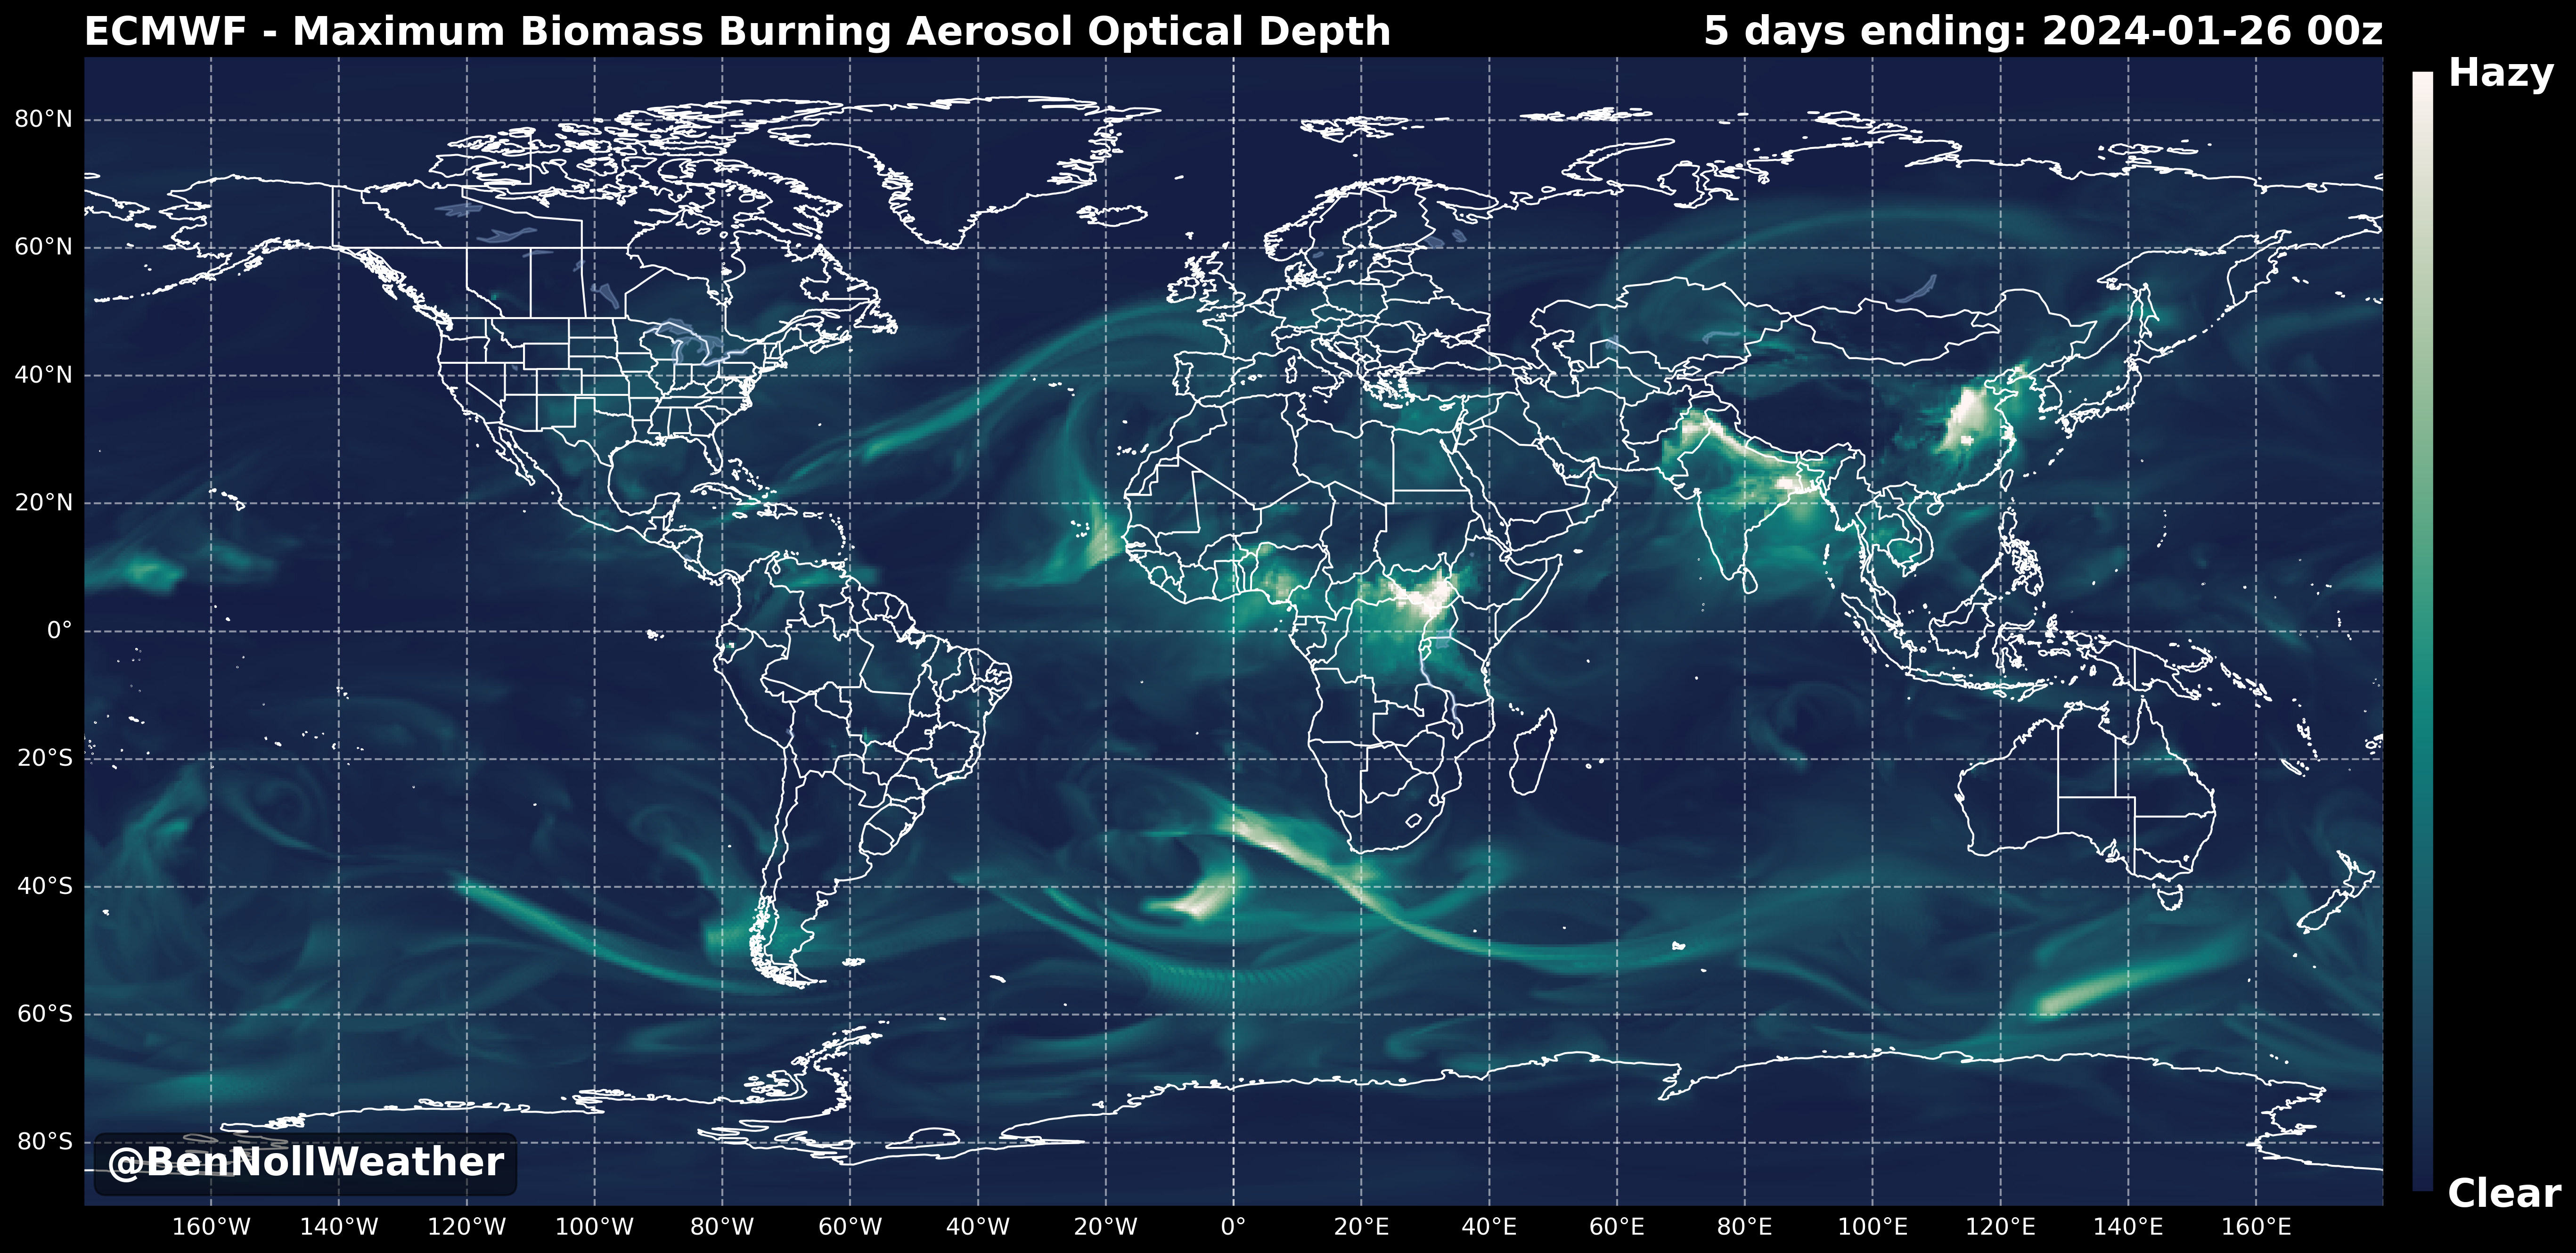 ECMWF - Maximum Biomass Burning Aerosol Optical Depth
5 days ending: 2024-01-26 00z
Hazy
80°N
60°N
40°N
20°N
0°
20°S
40°S
60°S
80°S
@BenNollWeather
Clear
160°W 140°W 120°W 100°W 80°W 60°W 40°W 20°W 0° 20°E 40°E 60°E 80°E 100°E 120°E 140°E 160°E